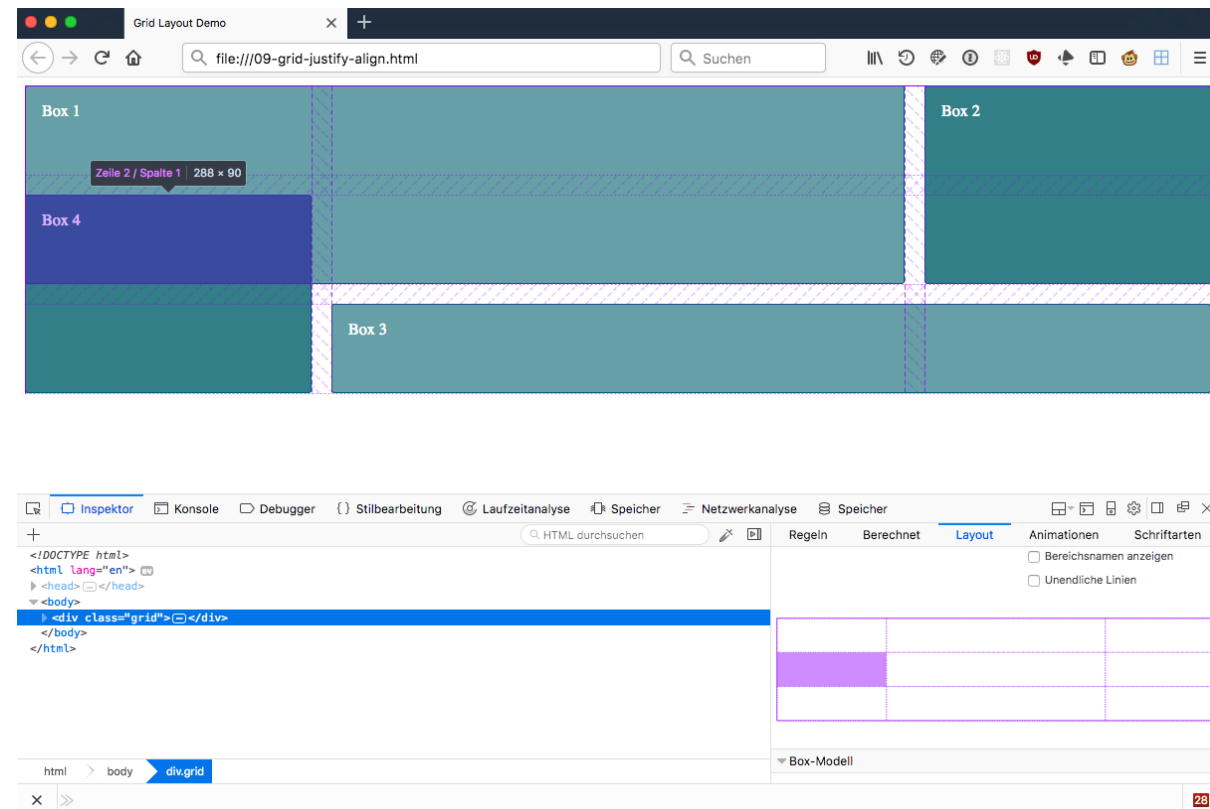 Grid Layout Demo
file:///09-grid-justify-align.html
Suchen
Box 1
Box 2
Zeile 2 / Spalte 1 288 × 90
Box 4
Box 3
Inspektor Konsole Debugger { } Stilbearbeitung Laufzeitanalyse Speicher Netzwerkanalyse Speicher
HTML durchsuchen
Regeln Berechnet Layout Animationen Schriftarten
<!DOCTYPE html>
<html lang="en"> ev
<head> … </head>
<body>
<div class="grid"> … </div>
</body>
</html>
Bereichsnamen anzeigen
Unendliche Linien
Box-Modell
html body div.grid
28